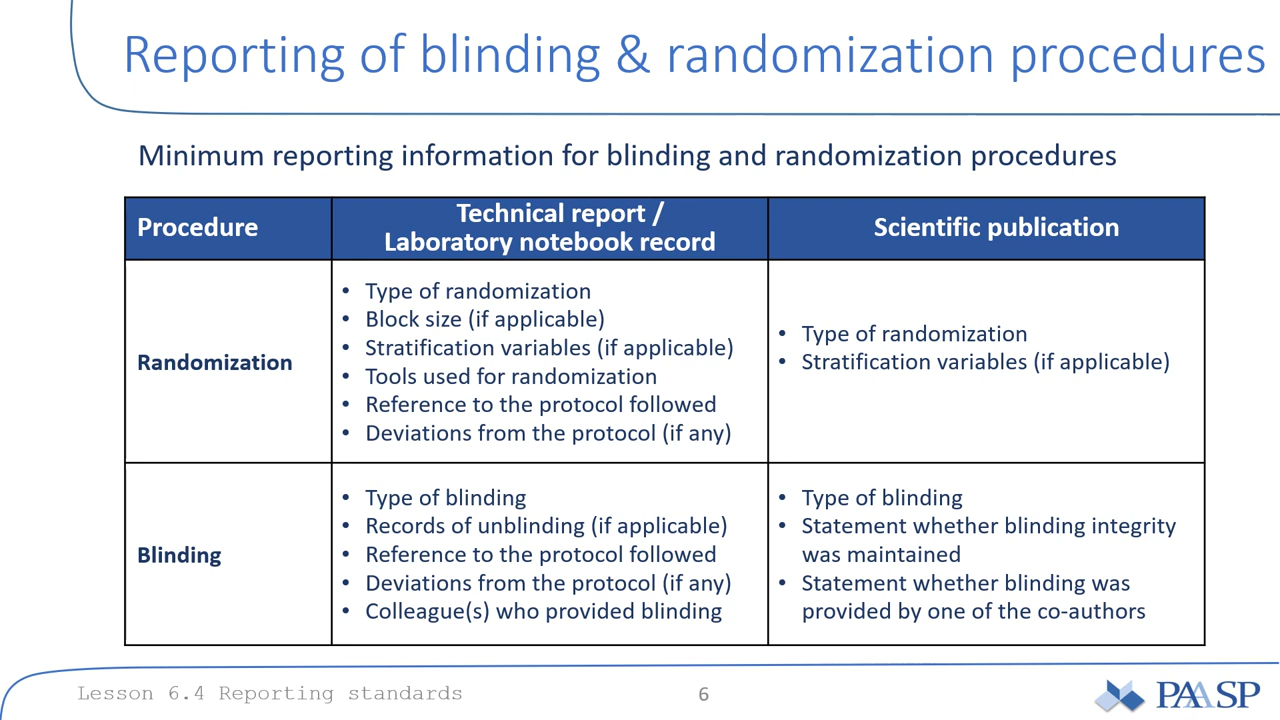 Reporting of blinding & randomization procedures
Minimum reporting information for blinding and randomization procedures
Procedure
Technical report /
Laboratory notebook record
Scientific publication
Randomization
• Type of randomization
• Block size (if applicable)
• Stratification variables (if applicable)
• Tools used for randomization
• Reference to the protocol followed
• Deviations from the protocol (if any)
• Type of randomization
• Stratification variables (if applicable)
Blinding
• Type of blinding
• Records of unblinding (if applicable)
• Reference to the protocol followed
• Deviations from the protocol (if any)
• Colleague(s) who provided blinding
• Type of blinding
• Statement whether blinding integrity
was maintained
• Statement whether blinding was
provided by one of the co-authors
Lesson 6.4 Reporting standards
6
PAASP